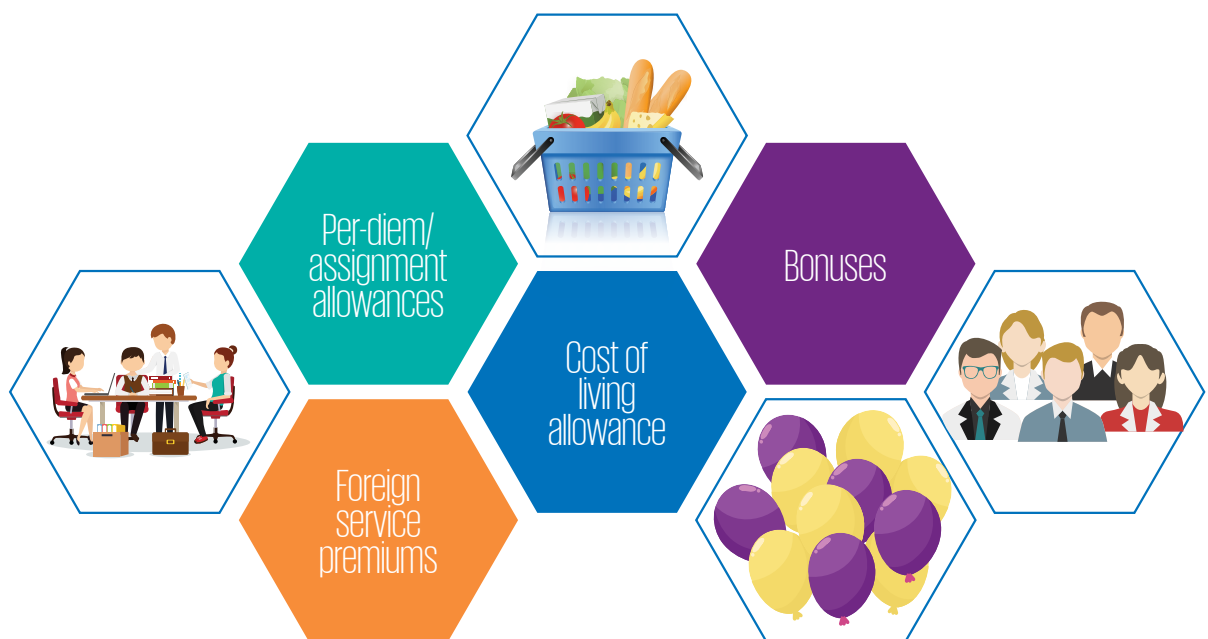 Per-diem/
assignment
allowances
Bonuses
Cost of
living
allowance
Foreign
service
premiums